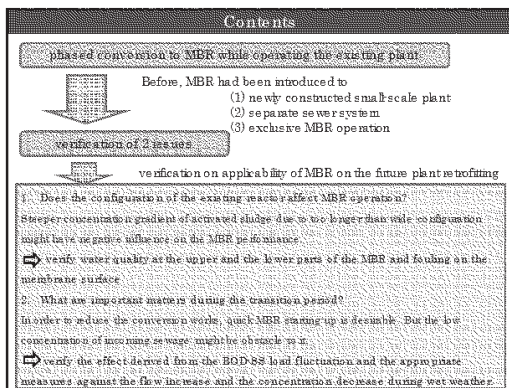 Contents
phased conversion to MBR while operating the existing plant
Before, MBR had been introduced to
(1) newly constructed small-scale plant
(2) separate sewer system
(3) exclusive MBR operation
verification of 2 issues
verification on applicability of MBR on the future plant retrofitting
1. Does the configuration of the existing reactor affect MBR operation?
Steeper concentration gradient of activated sludge due to too longer than wide configuration
might have negative influence on the MBR performance.
⇒ verify water quality at the upper and the lower parts of the MBR and fouling on the
membrane surface
2. What are important matters during the transition period?
In order to reduce the conversion works, quick MBR starting up is desirable. But the low
concentration of incoming sewage might be obstacle to it.
⇒ verify the effect derived from the BOD-SS load fluctuation and the appropriate
measures against the flow increase and the concentration decrease during wet weather